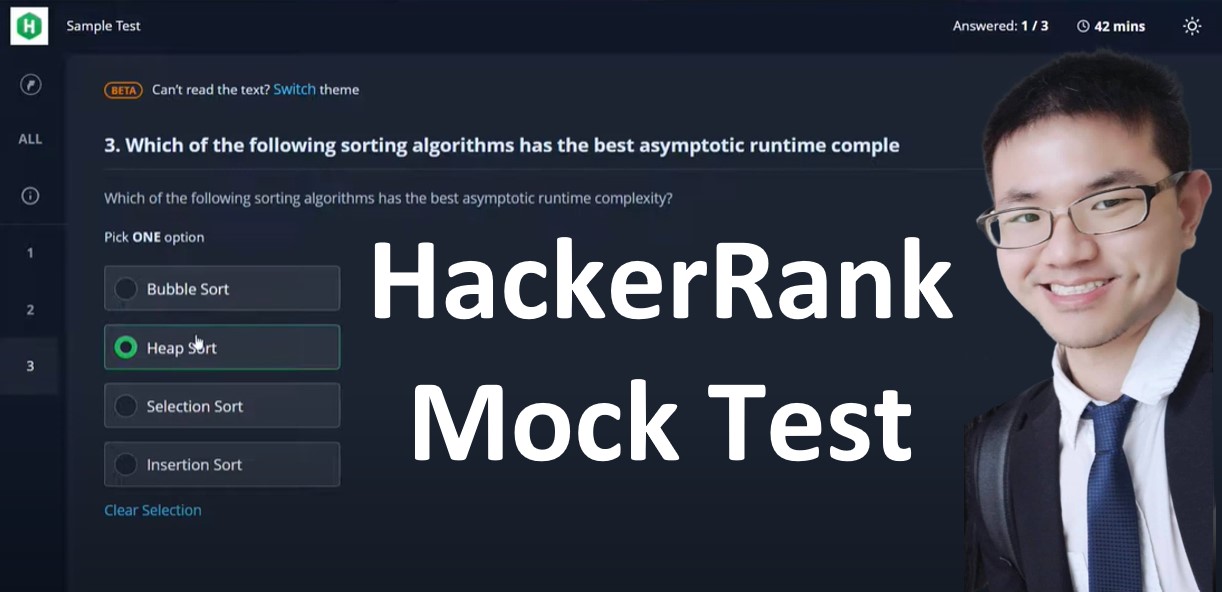 H
Sample Test
Answered: 1 / 3
42 mins
BETA Can't read the text? Switch theme
ALL
3. Which of the following sorting algorithms has the best asymptotic runtime comple
Which of the following sorting algorithms has the best asymptotic runtime complexity?
Pick ONE option
1
2
3
Bubble Sort
Heap Sort
Selection Sort
Insertion Sort
Clear Selection
HackerRank
Mock Test